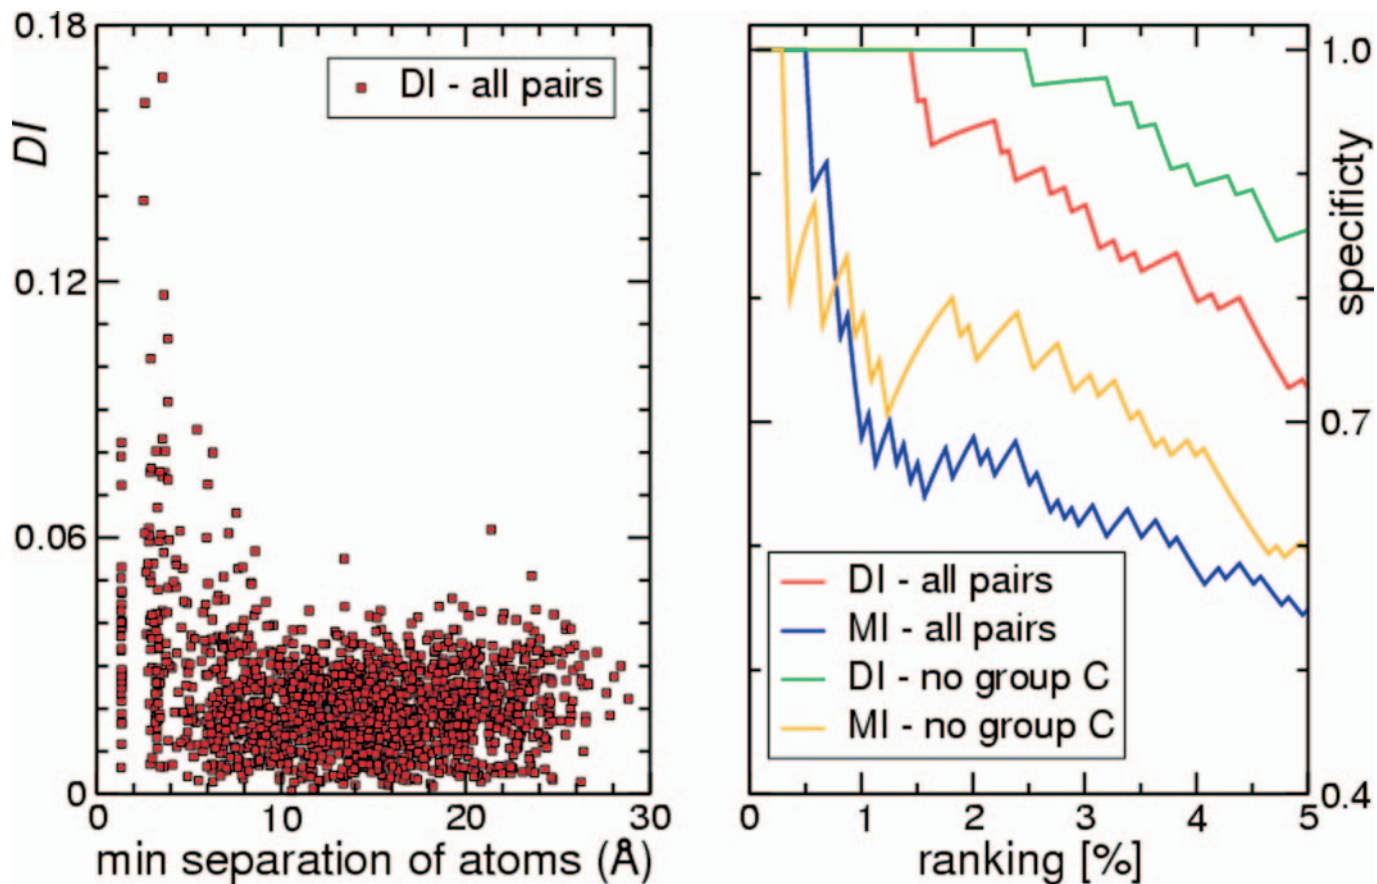 0.18
DI - all pairs
DI
0.12
0.06
0
0 10 20 30
min separation of atoms (Å)
1.0
specificty
0.7
DI - all pairs
MI - all pairs
DI - no group C
MI - no group C
0.4
0 1 2 3 4 5
ranking [%]